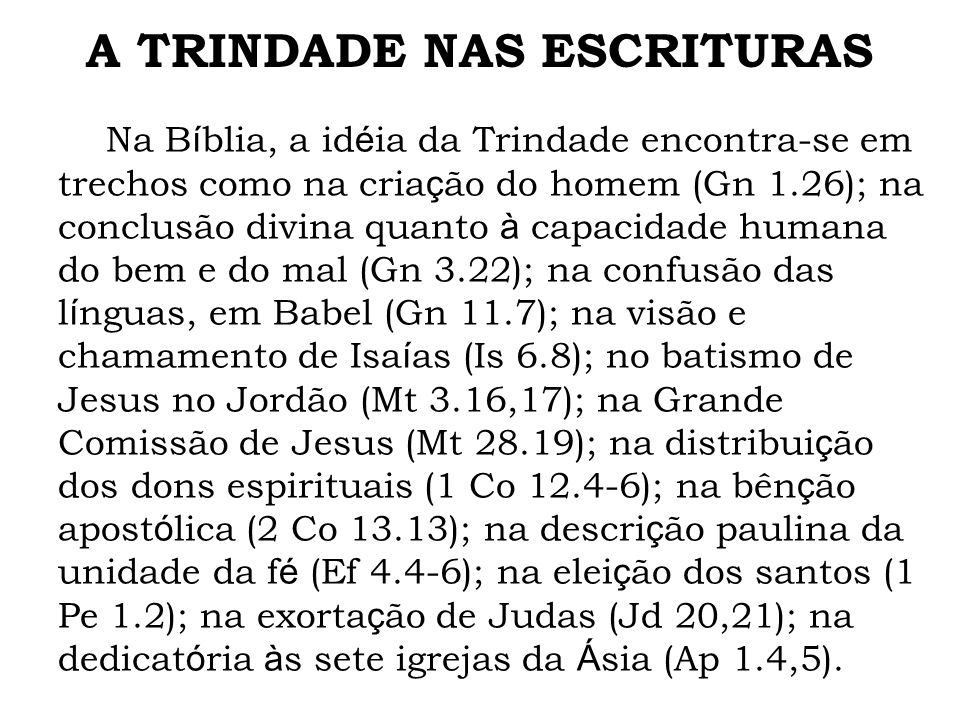 A TRINDADE NAS ESCRITURAS
Na Bíblia, a idéia da Trindade encontra-se em
trechos como na criação do homem (Gn 1.26); na
conclusão divina quanto à capacidade humana
do bem e do mal (Gn 3.22); na confusão das
línguas, em Babel (Gn 11.7); na visão e
chamamento de Isaías (Is 6.8); no batismo de
Jesus no Jordão (Mt 3.16,17); na Grande
Comissão de Jesus (Mt 28.19); na distribuição
dos dons espirituais (1 Co 12.4-6); na bênção
apostólica (2 Co 13.13); na descrição paulina da
unidade da fé (Ef 4.4-6); na eleição dos santos (1
Pe 1.2); na exortação de Judas (Jd 20,21); na
dedicatória às sete igrejas da Ásia (Ap 1.4,5).